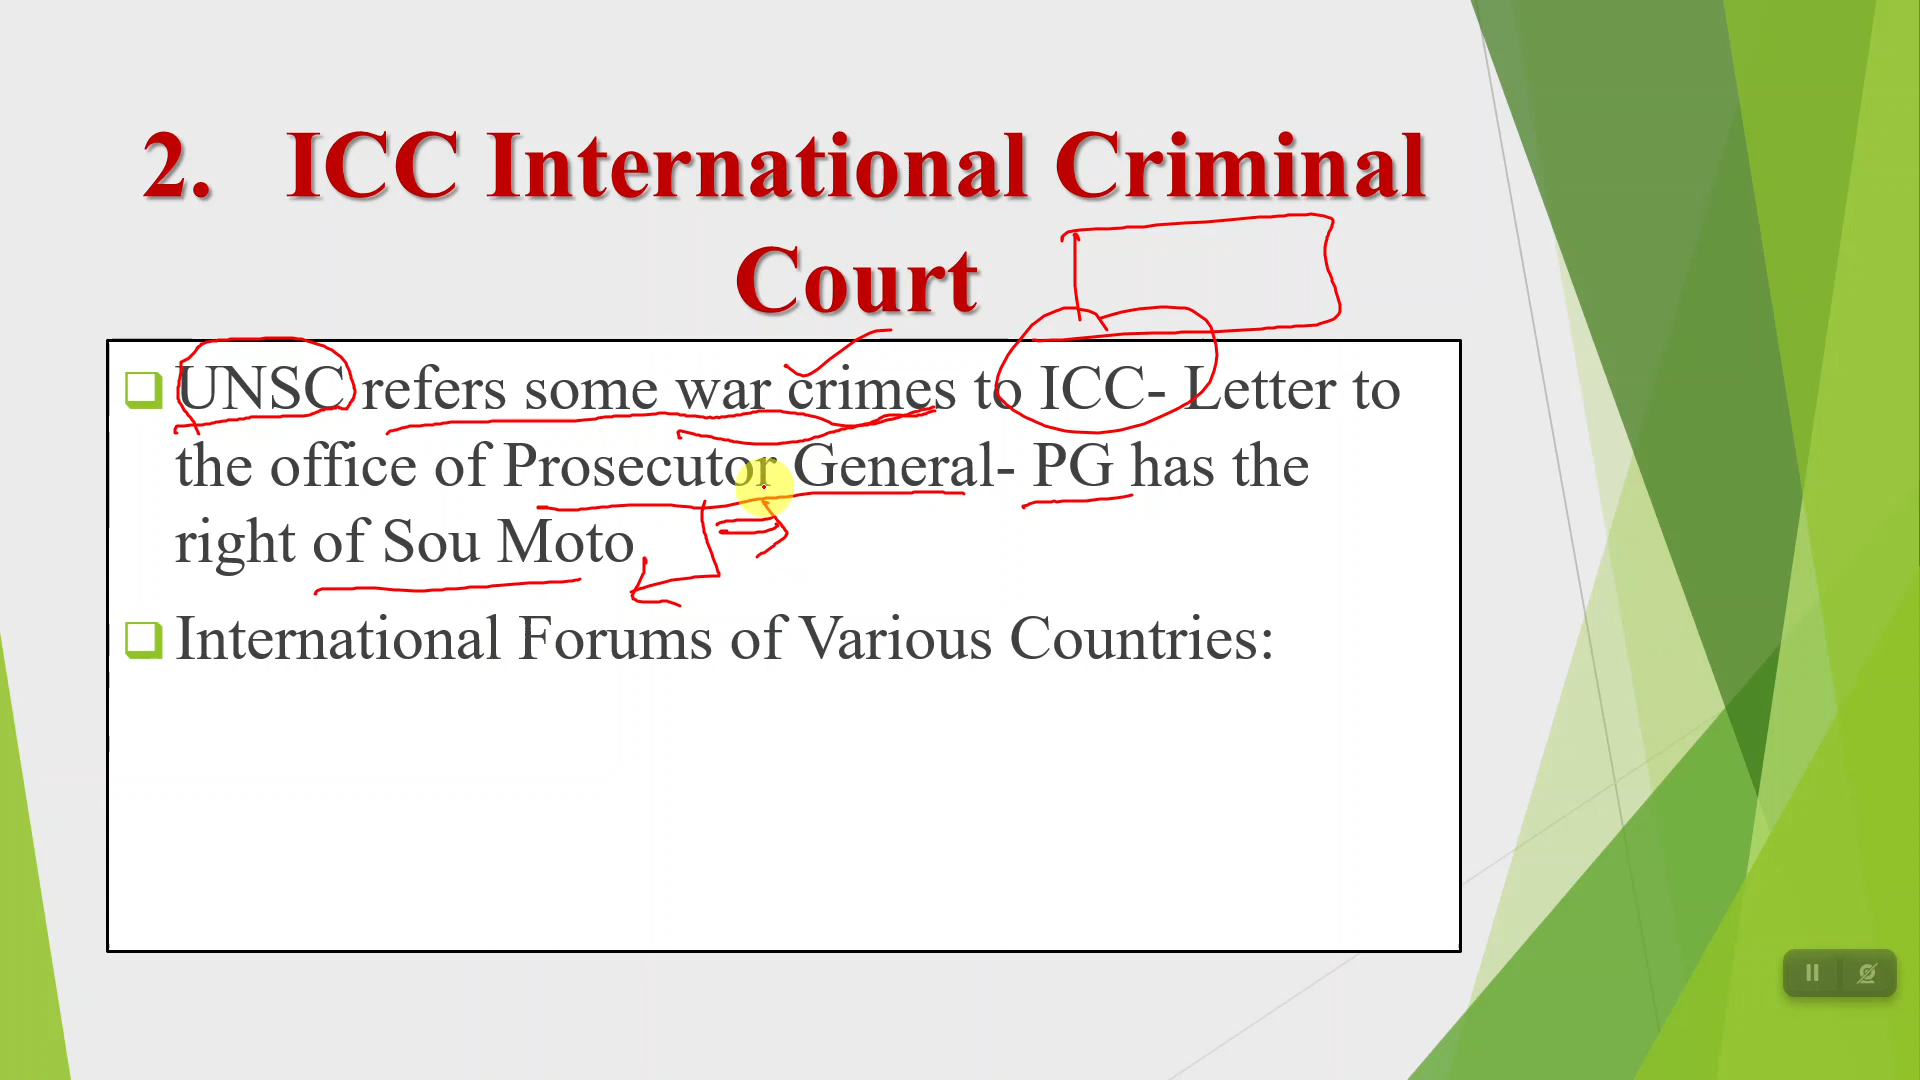 2. ICC International Criminal
Court
UNSC refers some war crimes to ICC- Letter to
the office of Prosecutor General- PG has the
right of Sou Moto
International Forums of Various Countries: